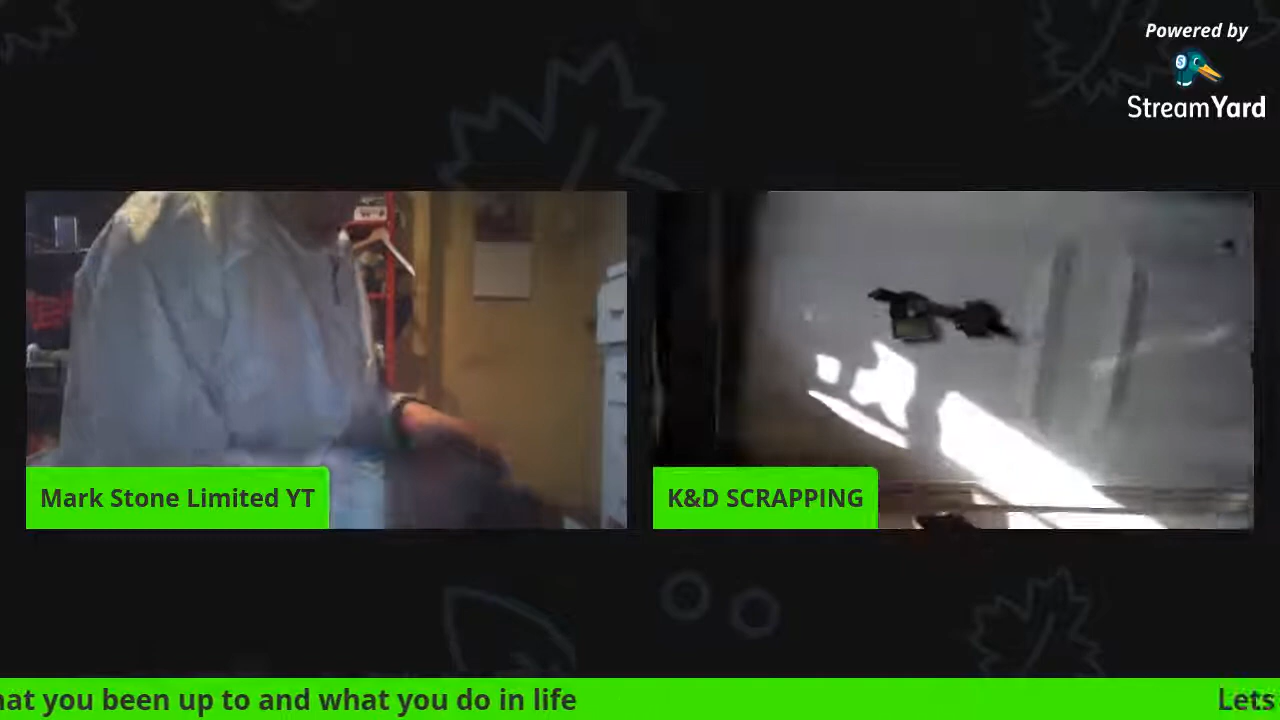 Powered by
StreamYard
Mark Stone Limited YT
K&D SCRAPPING
you been up to and what you do in life
Lets